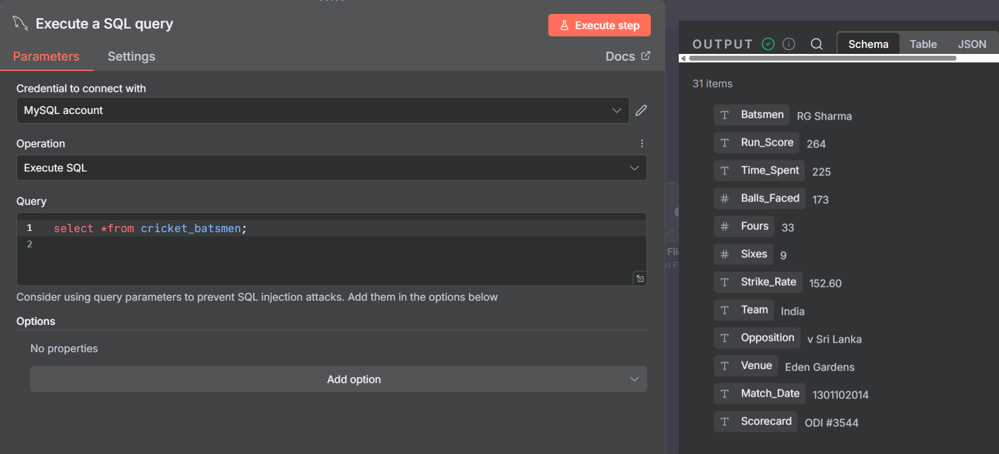 Execute a SQL query
Execute step
Parameters
Settings
Docs
Credential to connect with
MySQL account
Operation
Execute SQL
Query
1 select *from cricket_batsmen;
2
Consider using query parameters to prevent SQL injection attacks. Add them in the options below
Options
No properties
Add option
OUTPUT
Schema
Table
JSON
31 items
T Batsmen RG Sharma
T Run_Score 264
T Time_Spent 225
# Balls_Faced 173
# Fours 33
# Sixes 9
T Strike_Rate 152.60
T Team India
T Opposition v Sri Lanka
T Venue Eden Gardens
T Match_Date 1301102014
T Scorecard ODI #3544